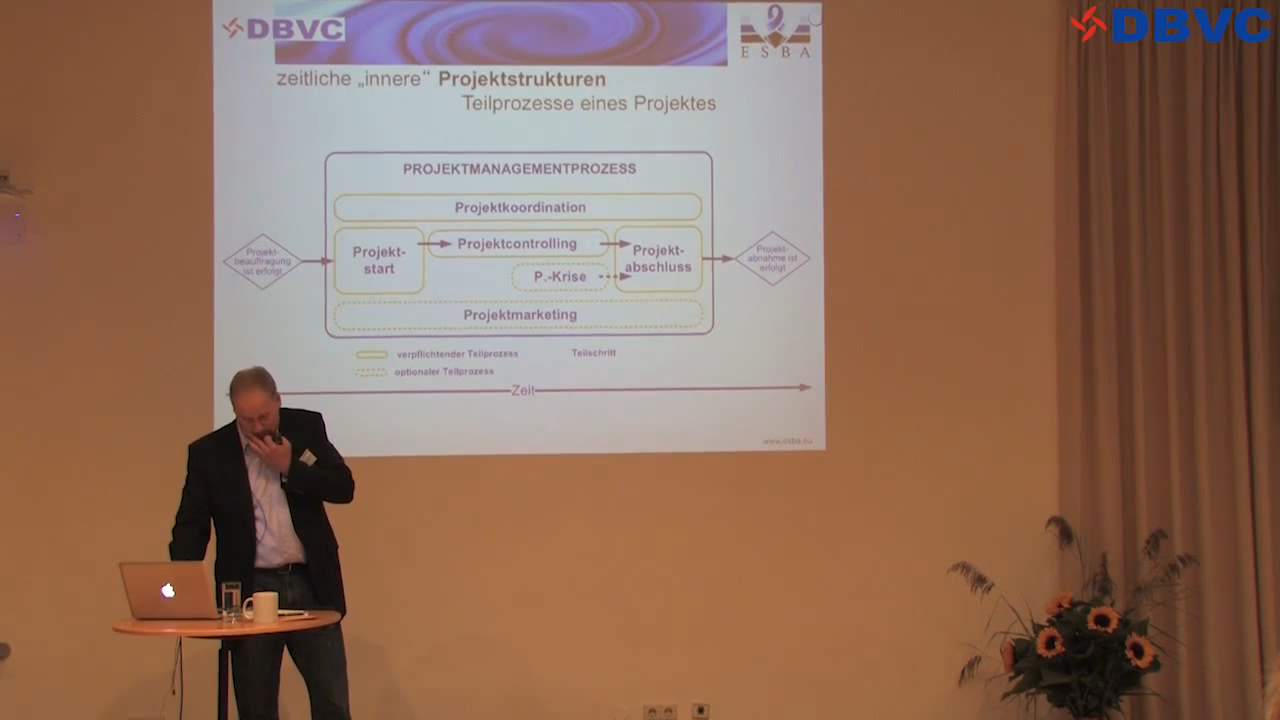 DBVC
DBVC
ESBA
zeitliche „innere“ Projektstrukturen
Teilprozesse eines Projektes
PROJEKTMANAGEMENTPROZESS
Projektkoordination
Projekt-
beauftragung
ist erfolgt
Projekt-
start
Projektcontrolling
P.-Krise
Projekt-
abschluss
Projekt-
abnahme ist
erfolgt
Projektmarketing
verpflichtender Teilprozess
Teilschritt
optionaler Teilprozess
Zeit
www.esba.eu